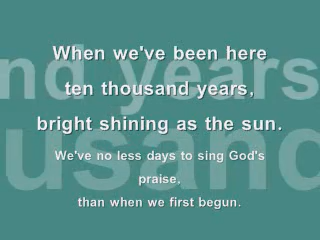 When we've been here
ten thousand years,
bright shining as the sun.
We've no less days to sing God's
praise,
than when we first begun.
nd years
usand